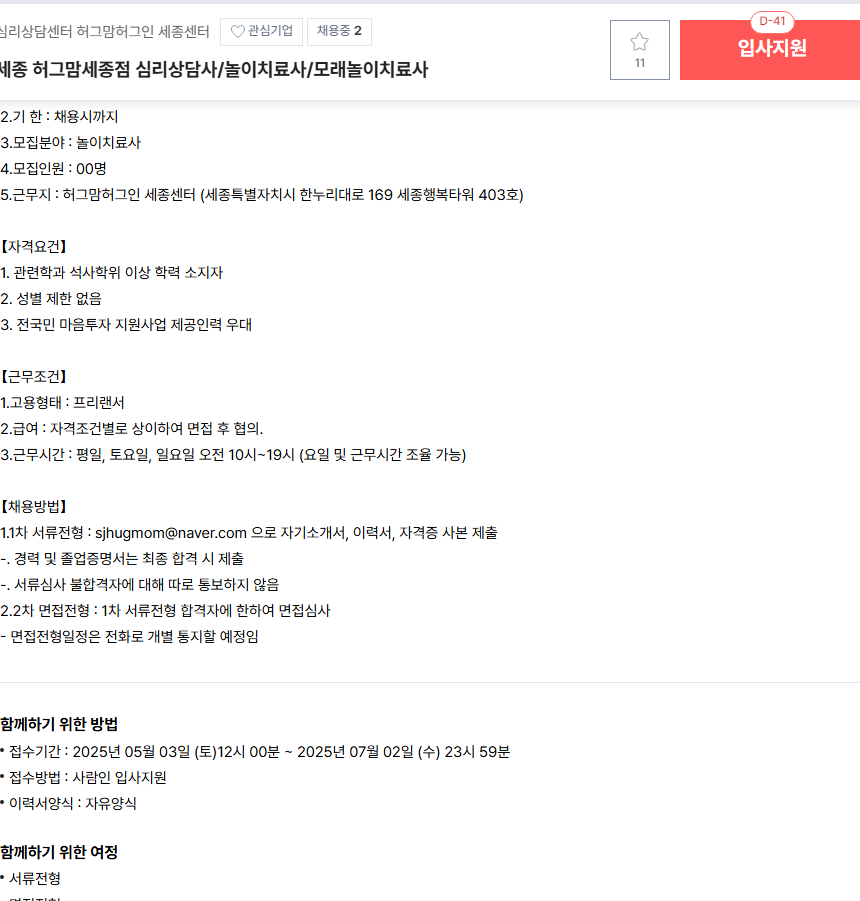 심리상담센터 허그맘허그인 세종센터 관심기업 채용중 2
세종 허그맘세종점 심리상담사/놀이치료사/모래놀이치료사
11
D-41
입사지원
2.기 한 : 채용시까지
3.모집분야 : 놀이치료사
4.모집인원 : 00명
5.근무지 : 허그맘허그인 세종센터 (세종특별자치시 한누리대로 169 세종행복타워 403호)
【자격요건】
1. 관련학과 석사학위 이상 학력 소지자
2. 성별 제한 없음
3. 전국민 마음투자 지원사업 제공인력 우대
【근무조건】
1.고용형태 : 프리랜서
2.급여 : 자격조건별로 상이하여 면접 후 협의.
3.근무시간 : 평일, 토요일, 일요일 오전 10시~19시 (요일 및 근무시간 조율 가능)
【채용방법】
1.1차 서류전형 : sjhugmom@naver.com 으로 자기소개서, 이력서, 자격증 사본 제출
-. 경력 및 졸업증명서는 최종 합격 시 제출
-. 서류심사 불합격자에 대해 따로 통보하지 않음
2.2차 면접전형 : 1차 서류전형 합격자에 한하여 면접심사
- 면접전형일정은 전화로 개별 통지할 예정임
함께하기 위한 방법
• 접수기간 : 2025년 05월 03일 (토)12시 00분 ~ 2025년 07월 02일 (수) 23시 59분
• 접수방법 : 사람인 입사지원
• 이력서양식 : 자유양식
함께하기 위한 여정
• 서류전형